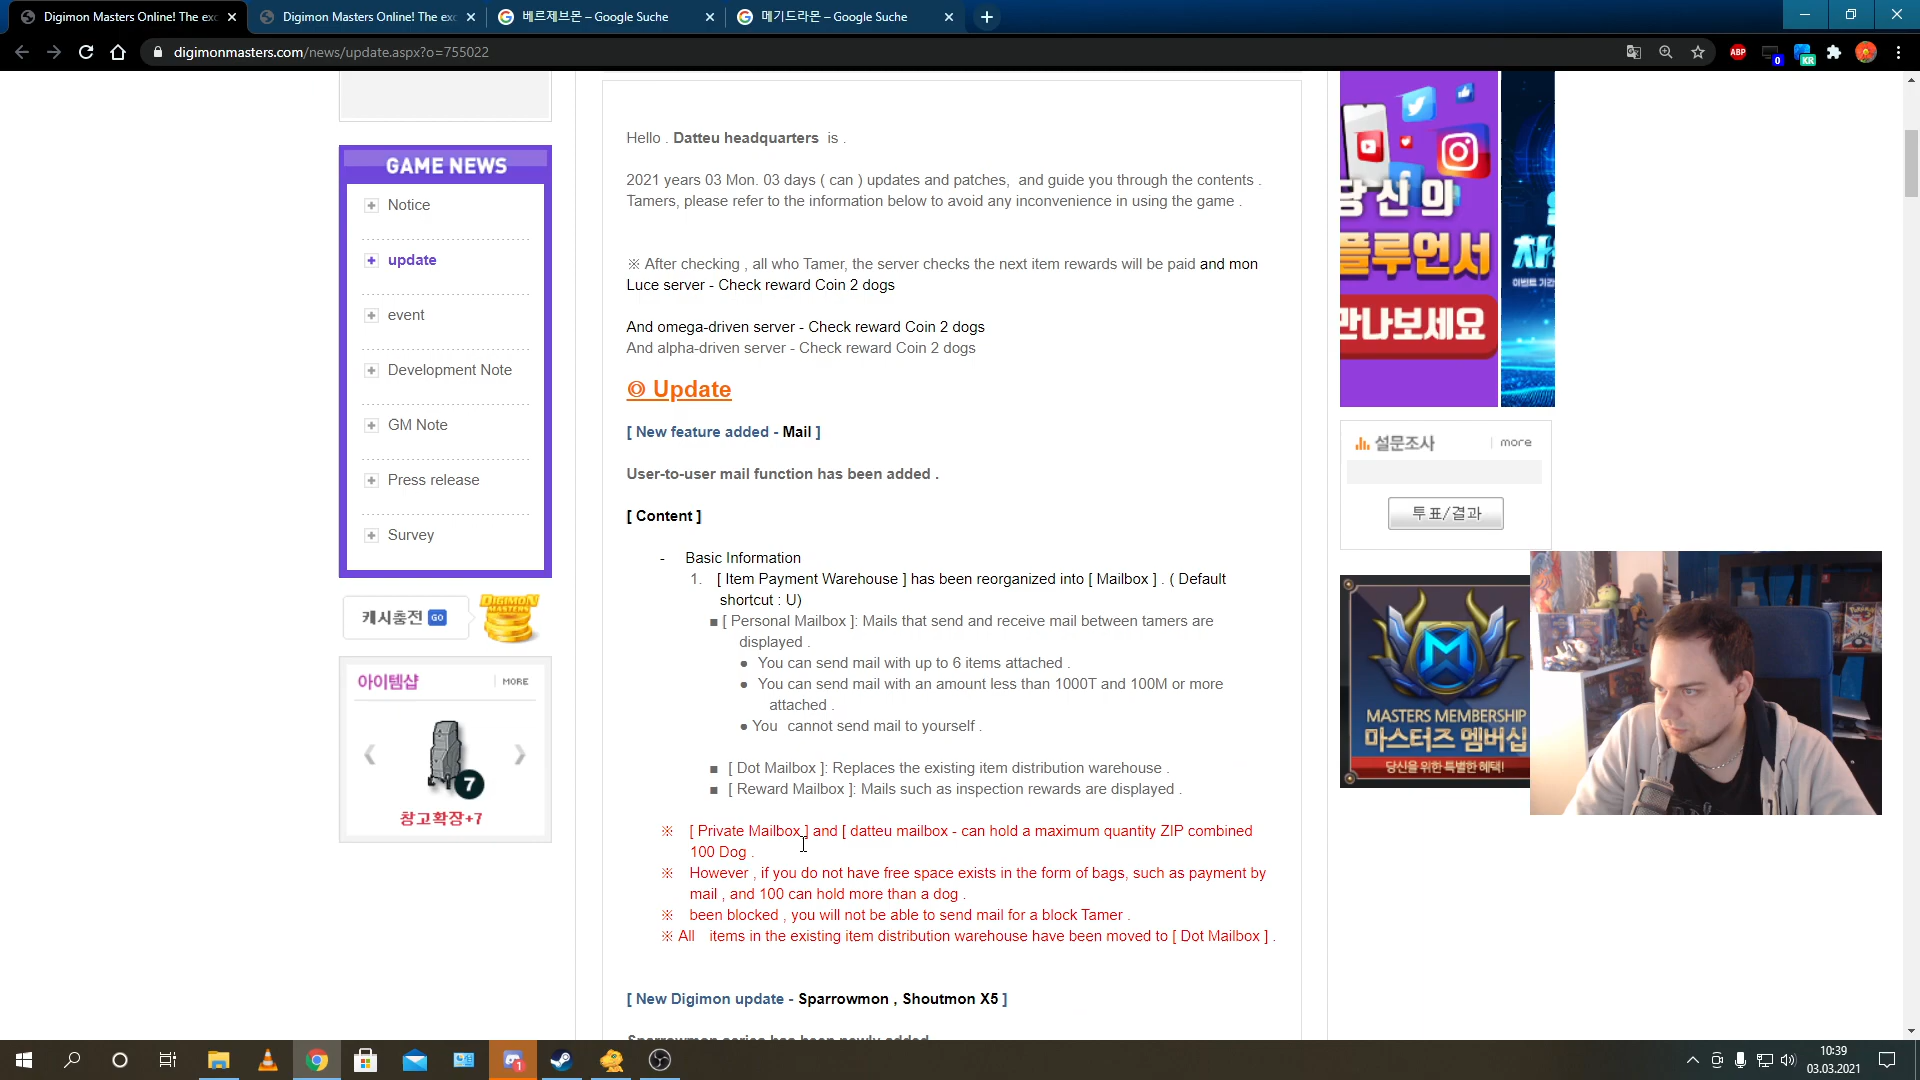 Digimon Masters Online! The exc
Digimon Masters Online! The exc
베르제브몬 – Google Suche
메기드라몬 – Google Suche
digimonmasters.com/news/update.aspx?o=755022
ABP
0
KR
GAME NEWS
Notice
update
event
Development Note
GM Note
Press release
Survey
캐시충전 GO
DIGIMON
MASTERS
아이템샵
MORE
7
창고확장+7
Hello . Datteu headquarters is .
2021 years 03 Mon. 03 days ( can ) updates and patches, and guide you through the contents .
Tamers, please refer to the information below to avoid any inconvenience in using the game .
※ After checking , all who Tamer, the server checks the next item rewards will be paid and mon
Luce server - Check reward Coin 2 dogs
And omega-driven server - Check reward Coin 2 dogs
And alpha-driven server - Check reward Coin 2 dogs
◎ Update
[ New feature added - Mail ]
User-to-user mail function has been added .
[ Content ]
- Basic Information
1. [ Item Payment Warehouse ] has been reorganized into [ Mailbox ] . ( Default
shortcut : U)
■ [ Personal Mailbox ]: Mails that send and receive mail between tamers are
displayed .
● You can send mail with up to 6 items attached .
● You can send mail with an amount less than 1000T and 100M or more
attached .
● You cannot send mail to yourself .
■ [ Dot Mailbox ]: Replaces the existing item distribution warehouse .
■ [ Reward Mailbox ]: Mails such as inspection rewards are displayed .
※ [ Private Mailbox ] and [ datteu mailbox - can hold a maximum quantity ZIP combined
100 Dog .
※ However , if you do not have free space exists in the form of bags, such as payment by
mail , and 100 can hold more than a dog .
※ been blocked , you will not be able to send mail for a block Tamer .
※ All items in the existing item distribution warehouse have been moved to [ Dot Mailbox ] .
[ New Digimon update - Sparrowmon , Shoutmon X5 ]
Sparrowmon series has been newly added
당신의
플루언서
만나보세요
설문조사
more
투표/결과
MASTERS MEMBERSHIP
마스터즈 멤버십
당신을 위한 특별한 혜택!
1
10:39
03.03.2021